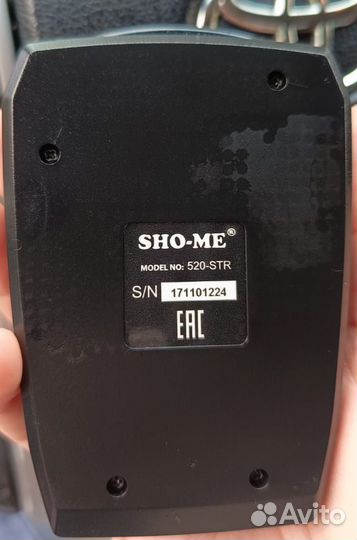 SHO-ME®
MODEL NO: 520-STR
S/N 171101224
EAC
Avito